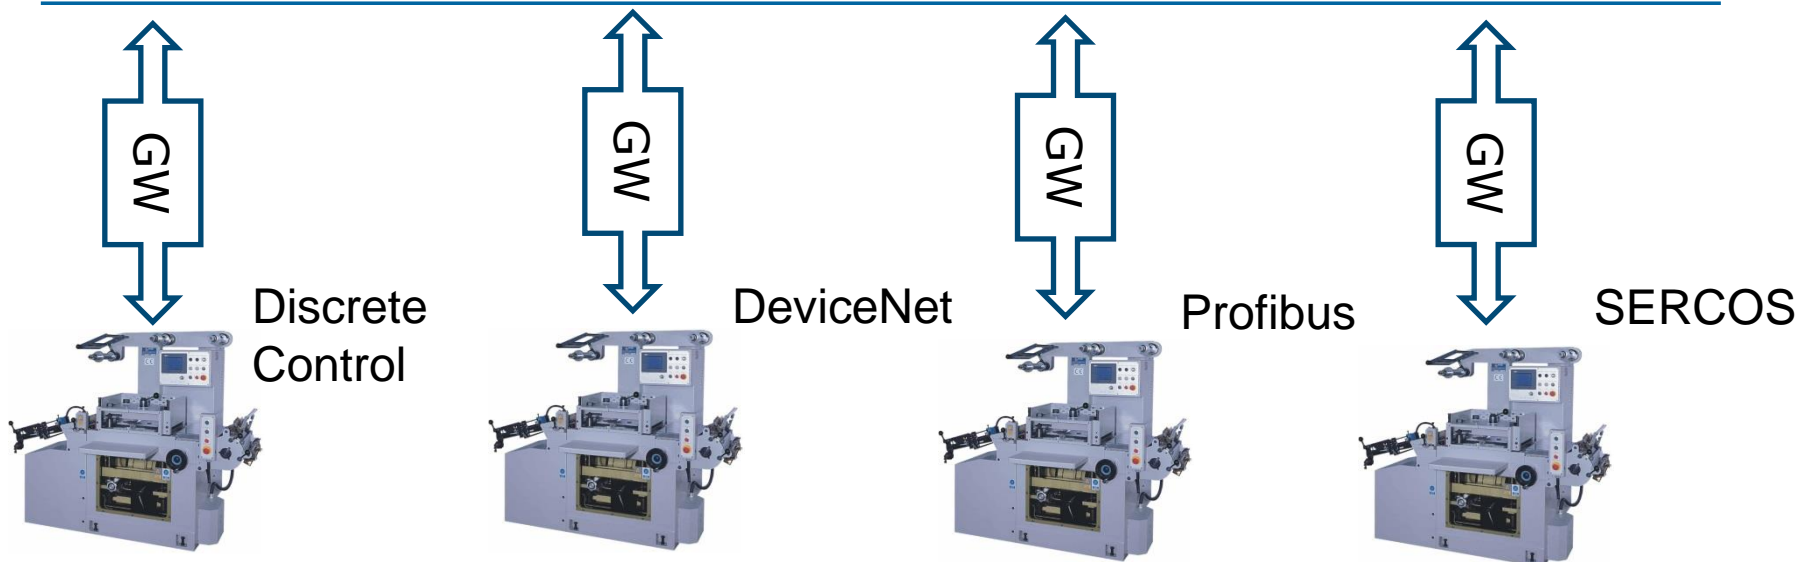 GW
GW
GW
GW
Discrete
Control
DeviceNet
Profibus
SERCOS